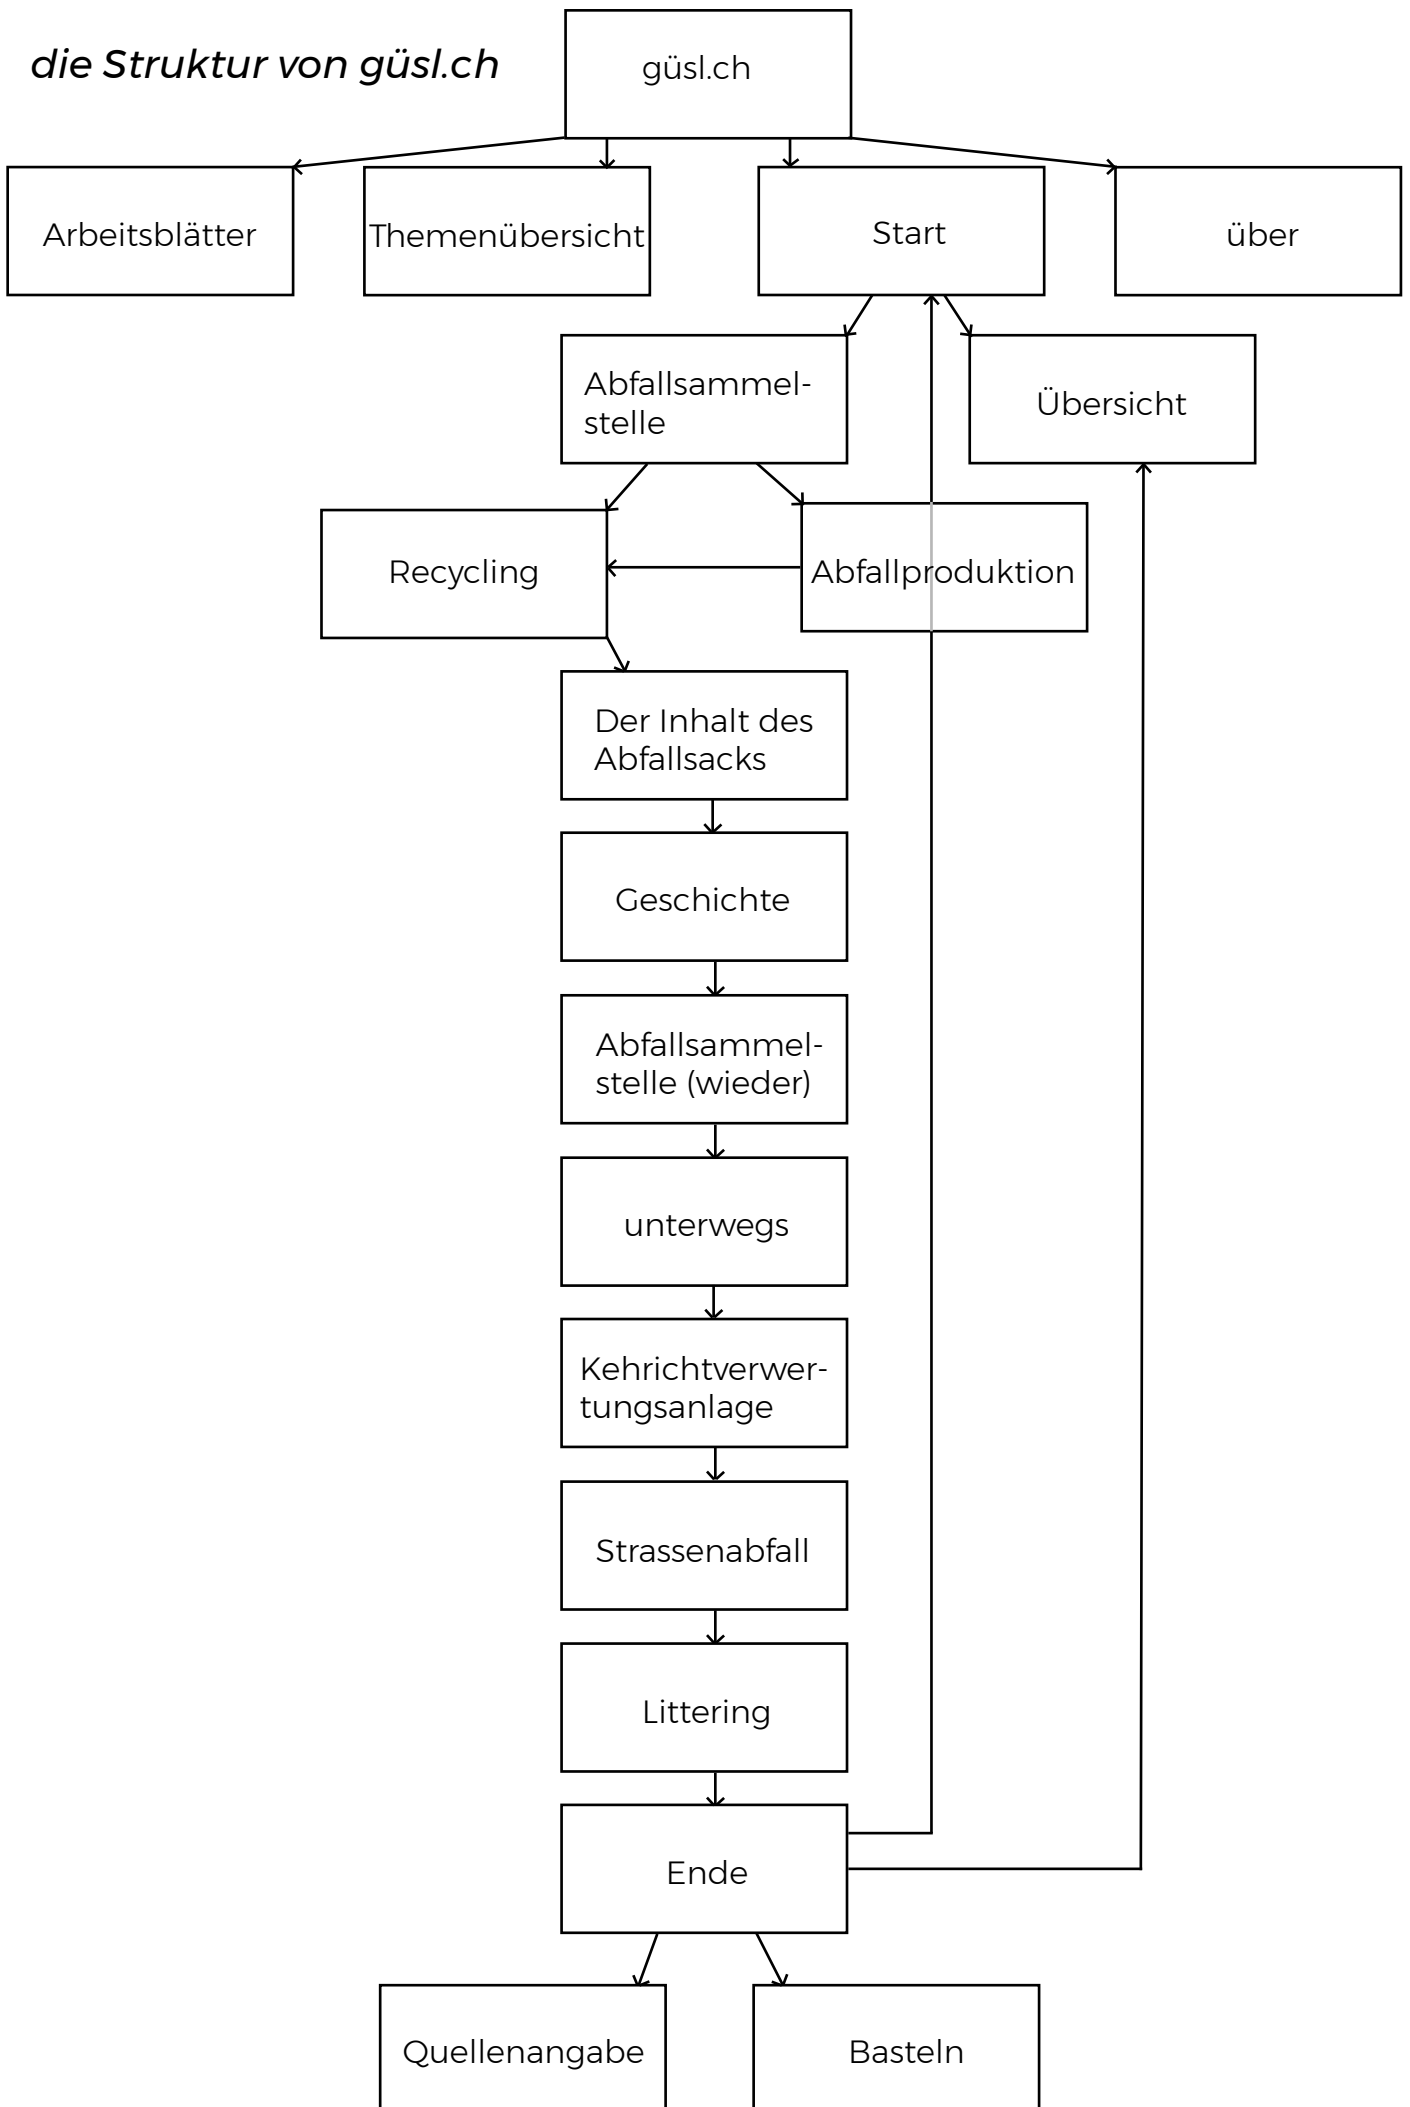 die Struktur von güsl.ch
güsl.ch
Arbeitsblätter
Themenübersicht
Start
über
Abfallsammel-
stelle
Übersicht
Recycling
Abfallproduktion
Der Inhalt des
Abfallsacks
Geschichte
Abfallsammel-
stelle (wieder)
unterwegs
Kehrichtverwer-
tungsanlage
Strassenabfall
Littering
Ende
Quellenangabe
Basteln